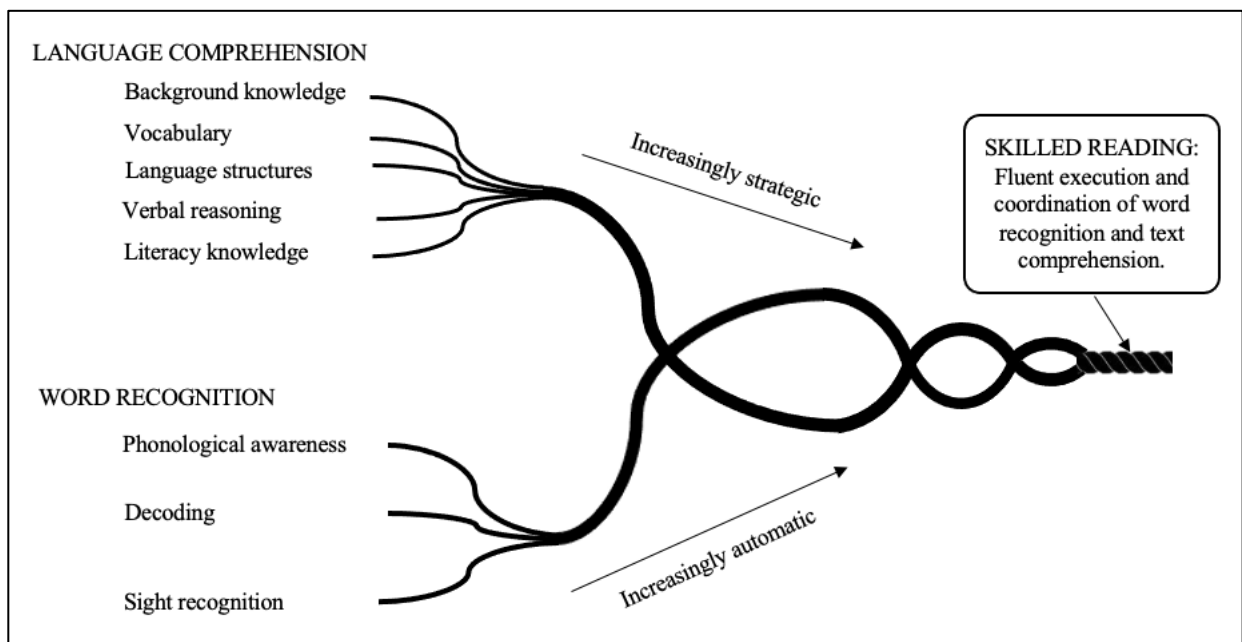 LANGUAGE COMPREHENSION
Background knowledge
Vocabulary
Language structures
Verbal reasoning
Literacy knowledge
WORD RECOGNITION
Phonological awareness
Decoding
Sight recognition
Increasingly strategic
Increasingly automatic
SKILLED READING:
Fluent execution and
coordination of word
recognition and text
comprehension.